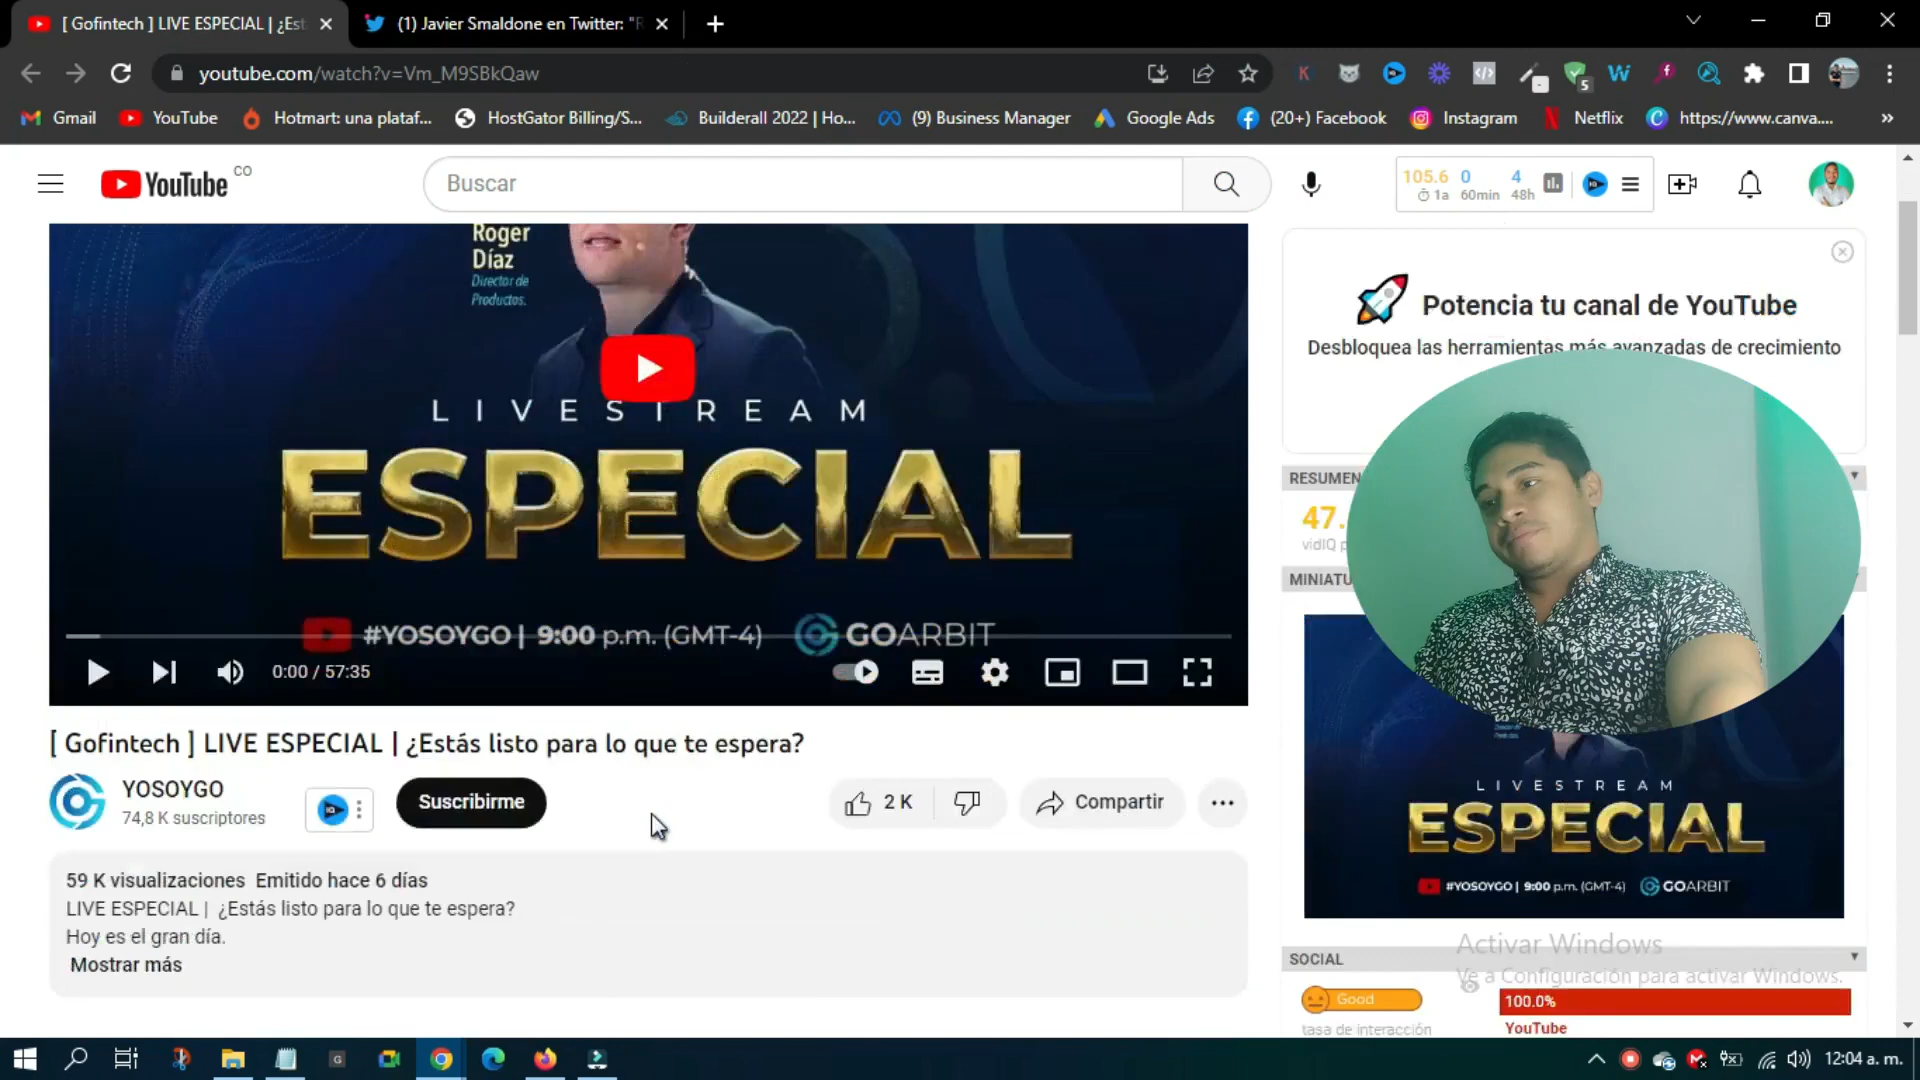 [ Gofintech ] LIVE ESPECIAL | ¿Est
(1) Javier Smaldone en Twitter: "R
youtube.com/watch?v=Vm_M9SBkQaw
Gmail
YouTube
Hotmart: una plataf...
HostGator Billing/S...
Builderall 2022 | Ho...
(9) Business Manager
Google Ads
(20+) Facebook
Instagram
Netflix
https://www.canva....
»
YouTube CO
Buscar
105.6 0 4
1a 60min 48h
Roger
Díaz
Director de
Productos.
LIVESTREAM
ESPECIAL
#YOSOYGO | 9:00 p.m. (GMT-4) GOARBIT
0:00 / 57:35
[ Gofintech ] LIVE ESPECIAL | ¿Estás listo para lo que te espera?
YOSOYGO
74,8 K suscriptores
Suscribirme
2 K
Compartir
59 K visualizaciones Emitido hace 6 días
LIVE ESPECIAL | ¿Estás listo para lo que te espera?
Hoy es el gran día.
Mostrar más
Potencia tu canal de YouTube
Desbloquea las herramientas más avanzadas de crecimiento
RESUMEN
47.
vidIQ p
MINIATU
LIVESTREAM
ESPECIAL
#YOSOYGO | 9:00 p.m. (GMT-4) GOARBIT
Activar Windows
Ve a Configuración para activar Windows.
SOCIAL
Good
100.0%
tasa de interacción
YouTube
12:04 a. m.